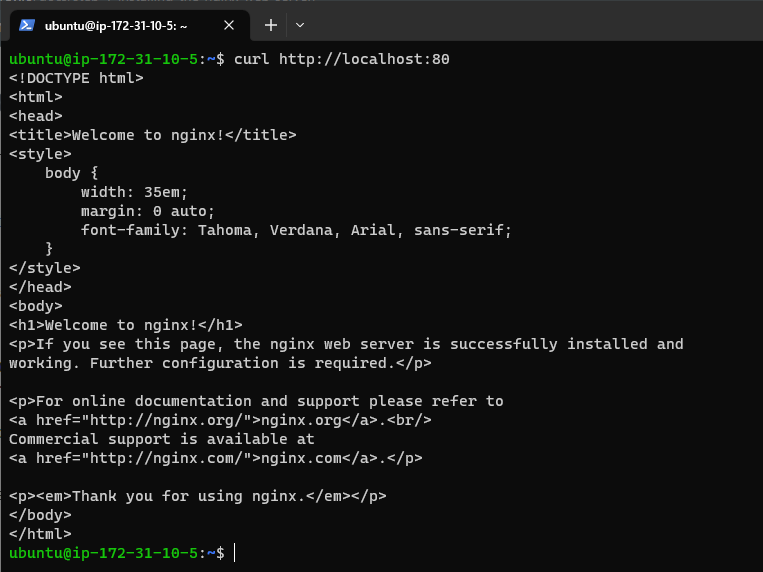 ubuntu@ip-172-31-10-5: ~
ubuntu@ip-172-31-10-5:~$ curl http://localhost:80
<!DOCTYPE html>
<html>
<head>
<title>Welcome to nginx!</title>
<style>
    body {
        width: 35em;
        margin: 0 auto;
        font-family: Tahoma, Verdana, Arial, sans-serif;
    }
</style>
</head>
<body>
<h1>Welcome to nginx!</h1>
<p>If you see this page, the nginx web server is successfully installed and
working. Further configuration is required.</p>

<p>For online documentation and support please refer to
<a href="http://nginx.org/">nginx.org</a>.<br/>
Commercial support is available at
<a href="http://nginx.com/">nginx.com</a>.</p>

<p><em>Thank you for using nginx.</em></p>
</body>
</html>
ubuntu@ip-172-31-10-5:~$